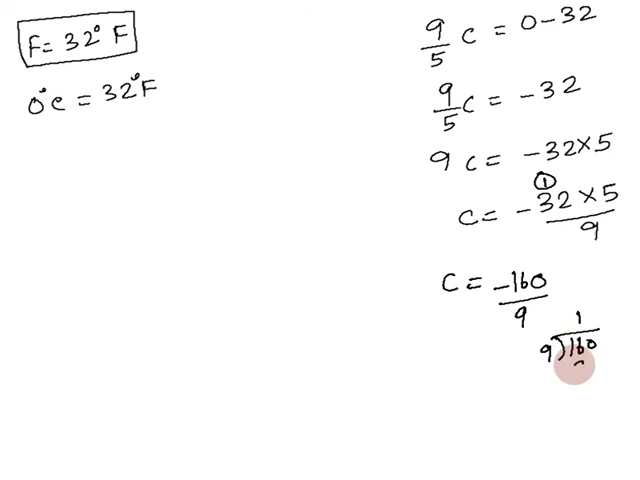 F = 32° F
0°C = 32°F
9/5 C = 0 - 32
9/5 C = -32
9 C = -32×5
①
C = -32×5/9
C = -160/9
1
9)160